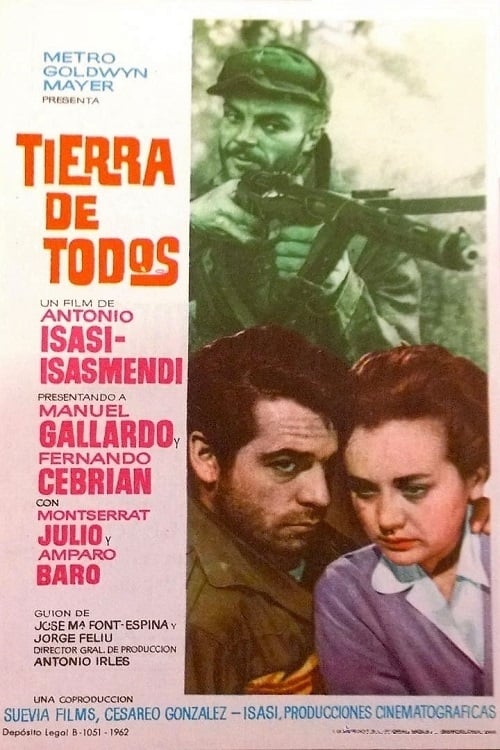 METRO
GOLDWYN
MAYER
PRESENTA
TIERRA
DE
TODOS
UN FILM DE
ANTONIO
ISASI-
ISASMENDI
PRESENTANDO A
MANUEL
GALLARDO Y
FERNANDO
CEBRIAN
CON
MONTSERRAT
JULIO Y
AMPARO
BARO
GUION DE
JOSE Mª FONT-ESPINA Y
JORGE FELIU
DIRECTOR GRAL. DE PRODUCCION
ANTONIO IRLES
UNA COPRODUCCION
SUEVIA FILMS, CESAREO GONZALEZ – ISASI, PRODUCCIONES CINEMATOGRAFICAS
Depósito Legal B-1051-1962